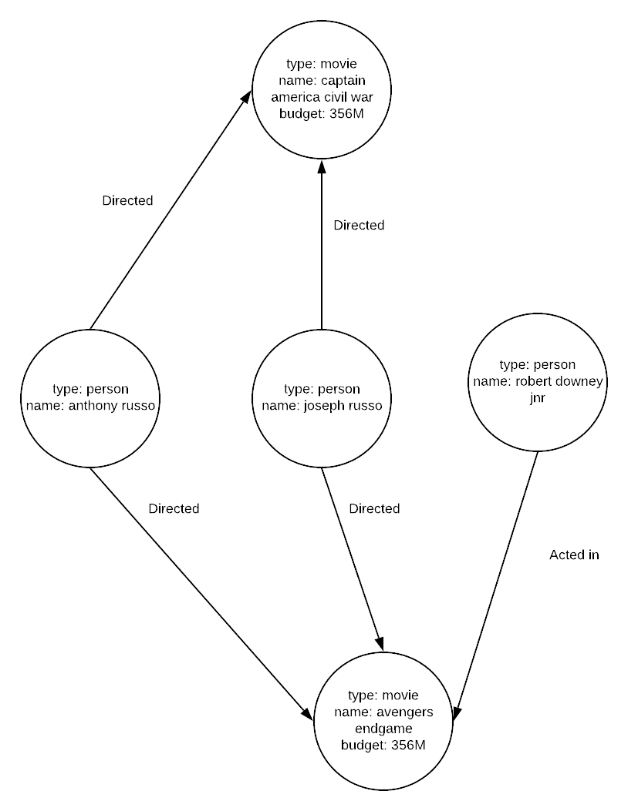 type: movie
name: captain
america civil war
budget: 356M
Directed
Directed
type: person
name: anthony russo
type: person
name: joseph russo
type: person
name: robert downey
jnr
Directed
Directed
Acted in
type: movie
name: avengers
endgame
budget: 356M